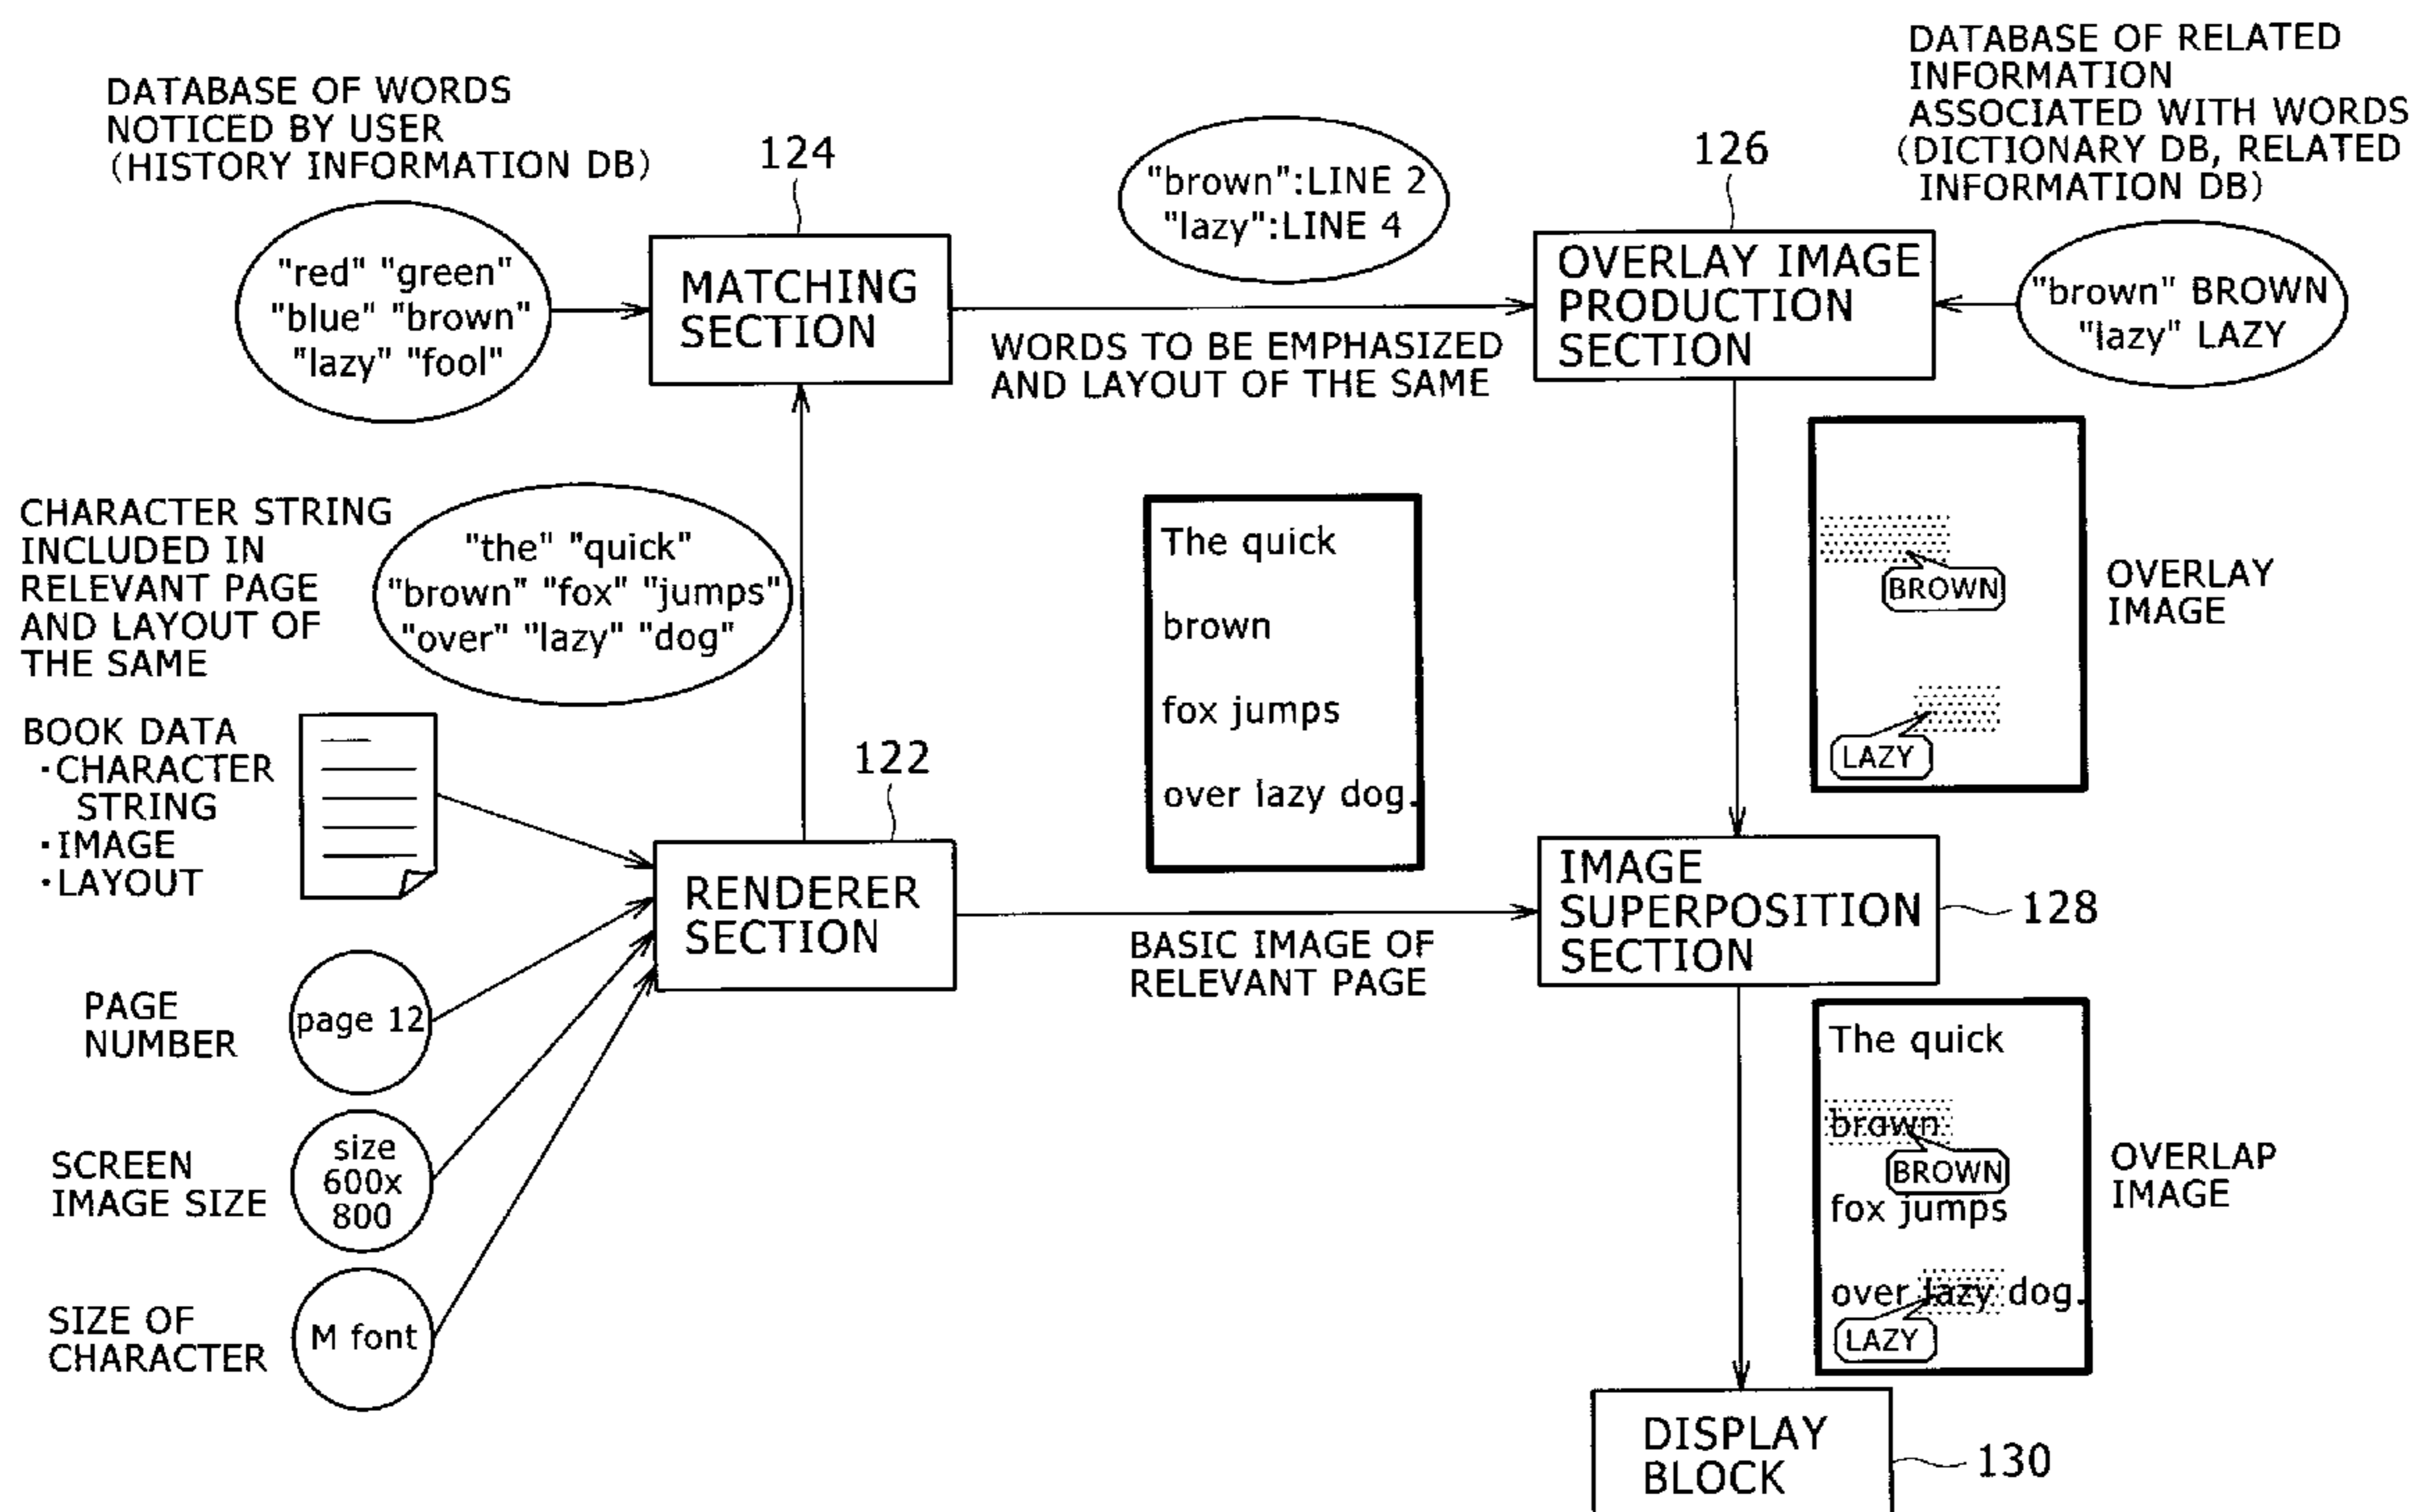 DATABASE OF WORDS
NOTICED BY USER
(HISTORY INFORMATION DB)
"red" "green"
"blue" "brown"
"lazy" "fool"
124
MATCHING
SECTION
"brown":LINE 2
"lazy":LINE 4
WORDS TO BE EMPHASIZED
AND LAYOUT OF THE SAME
126
OVERLAY IMAGE
PRODUCTION
SECTION
DATABASE OF RELATED
INFORMATION
ASSOCIATED WITH WORDS
(DICTIONARY DB, RELATED
INFORMATION DB)
"brown" BROWN
"lazy" LAZY
CHARACTER STRING
INCLUDED IN
RELEVANT PAGE
AND LAYOUT OF
THE SAME
"the" "quick"
"brown" "fox" "jumps"
"over" "lazy" "dog"
The quick
brown
fox jumps
over lazy dog.
BROWN
LAZY
OVERLAY
IMAGE
BOOK DATA
·CHARACTER
STRING
·IMAGE
·LAYOUT
122
RENDERER
SECTION
BASIC IMAGE OF
RELEVANT PAGE
IMAGE
SUPERPOSITION
SECTION
128
PAGE
NUMBER
page 12
SCREEN
IMAGE SIZE
size
600x
800
SIZE OF
CHARACTER
M font
The quick
brown
BROWN
fox jumps
over lazy dog.
LAZY
OVERLAP
IMAGE
DISPLAY
BLOCK
130